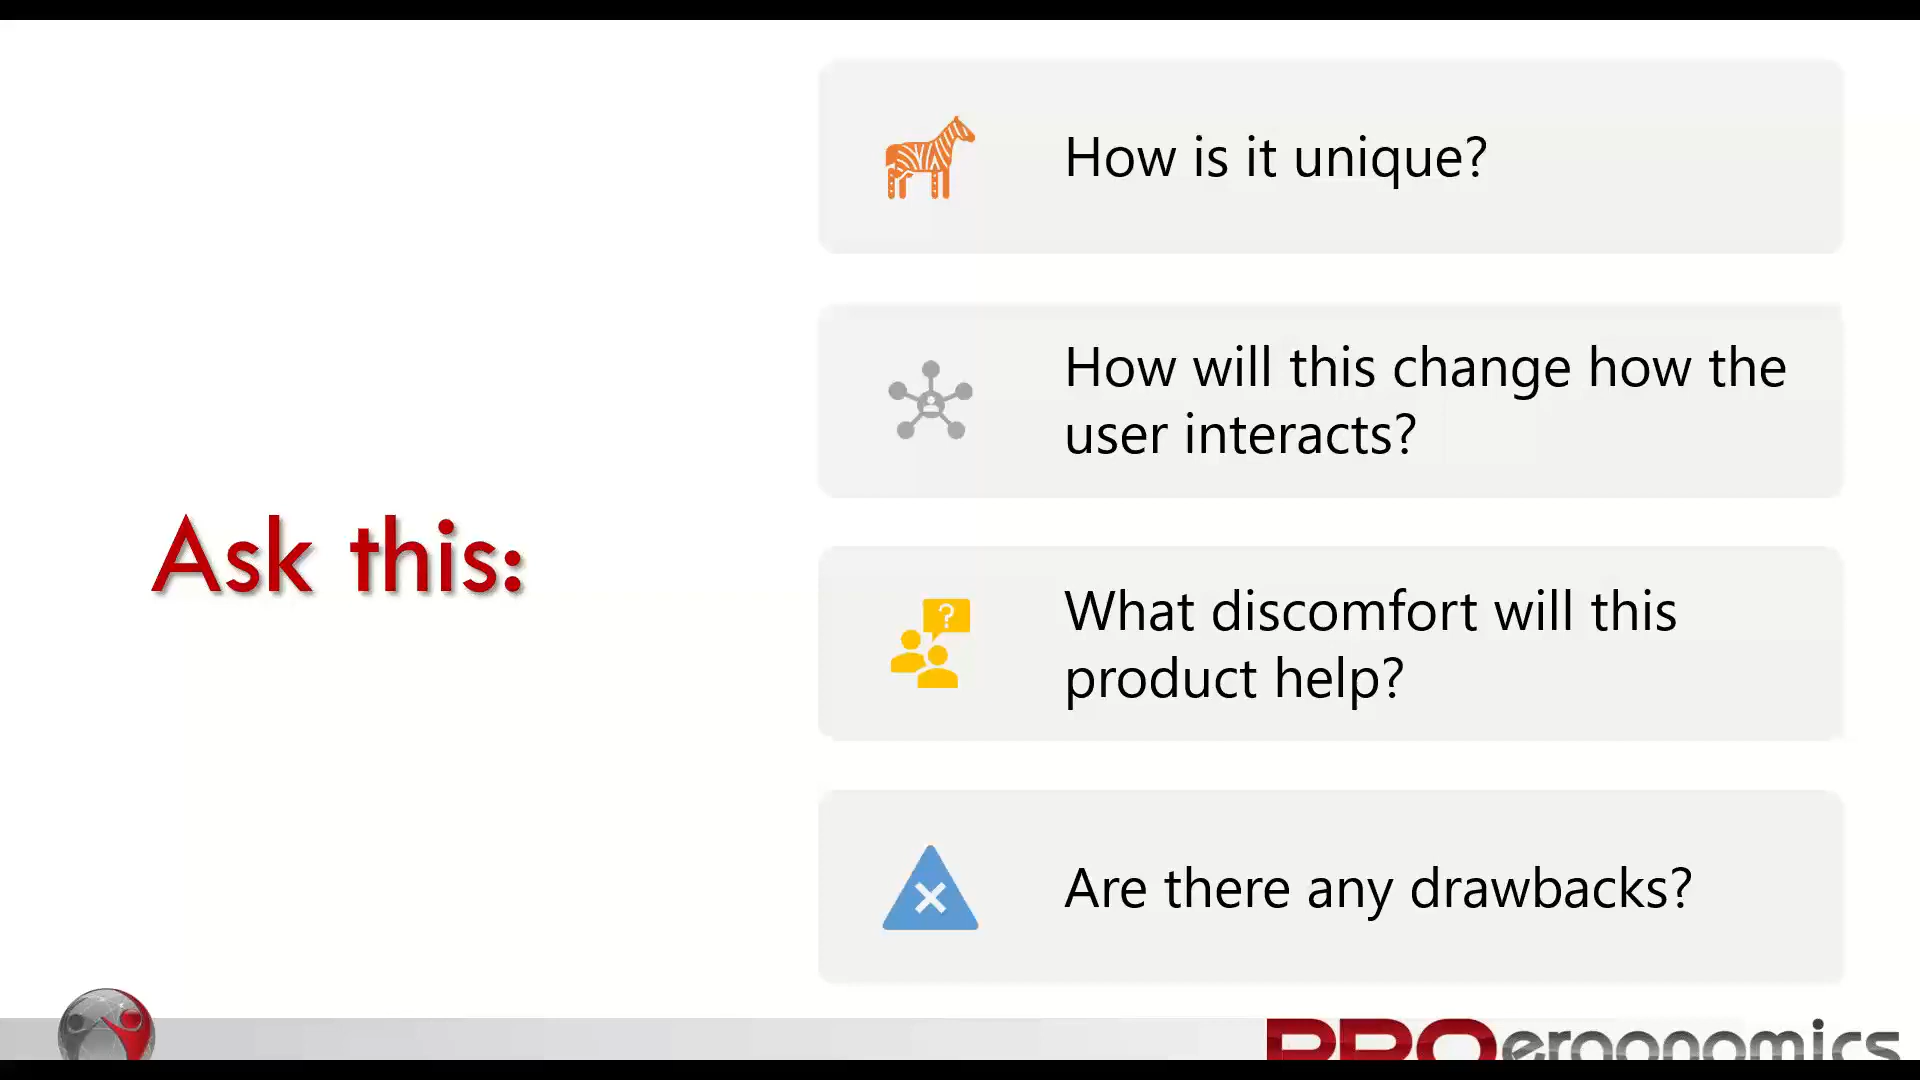 Ask this:
How is it unique?
How will this change how the
user interacts?
?
What discomfort will this
product help?
Are there any drawbacks?
PROergonomics